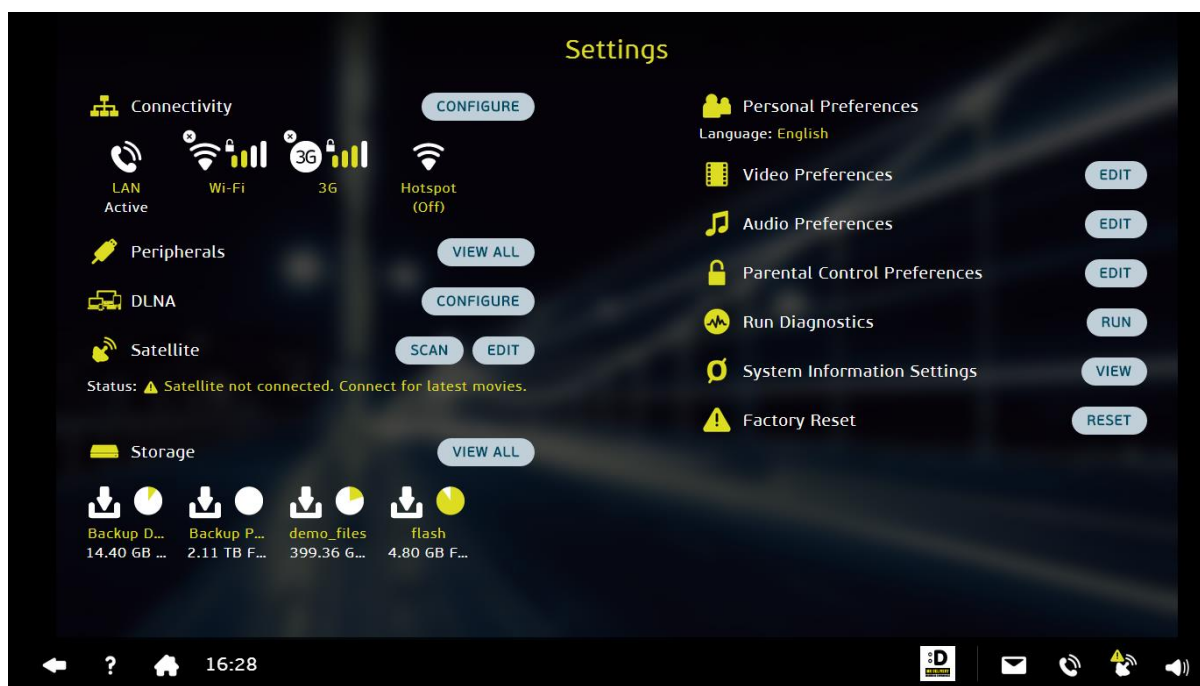 Settings
Connectivity
CONFIGURE
3G
LAN
Wi-Fi
3G
Hotspot
Active
(Off)
Peripherals
VIEW ALL
DLNA
CONFIGURE
Satellite
SCAN
EDIT
Status: Satellite not connected. Connect for latest movies.
Storage
VIEW ALL
Backup D...
Backup P...
demo_files
flash
14.40 GB ...
2.11 TB F...
399.36 G...
4.80 GB F...
Personal Preferences
Language: English
Video Preferences
EDIT
Audio Preferences
EDIT
Parental Control Preferences
EDIT
Run Diagnostics
RUN
System Information Settings
VIEW
Factory Reset
RESET
?
16:28
:D